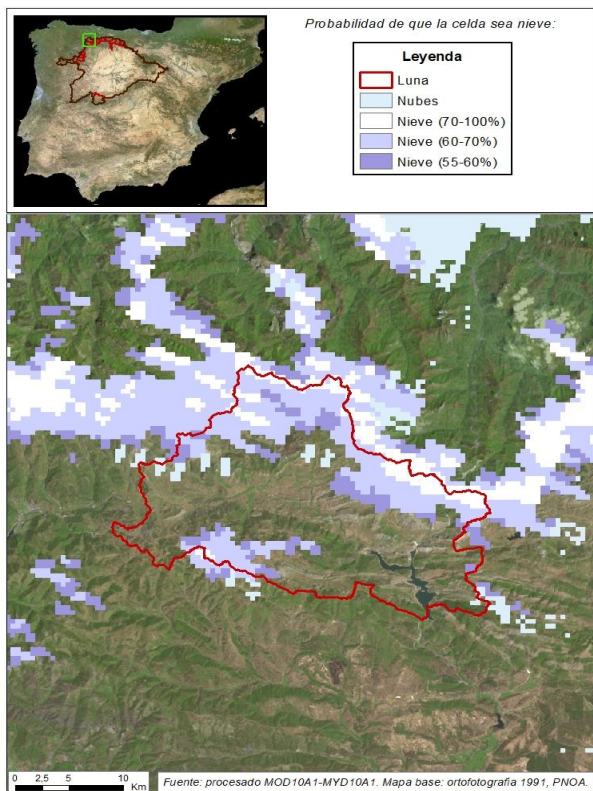 Probabilidad de que la celda sea nieve:
Leyenda
Luna
Nubes
Nieve (70-100%)
Nieve (60-70%)
Nieve (55-60%)
0 2,5 5 10
Km
Fuente: procesado MOD10A1-MYD10A1. Mapa base: ortofotografía 1991, PNOA.